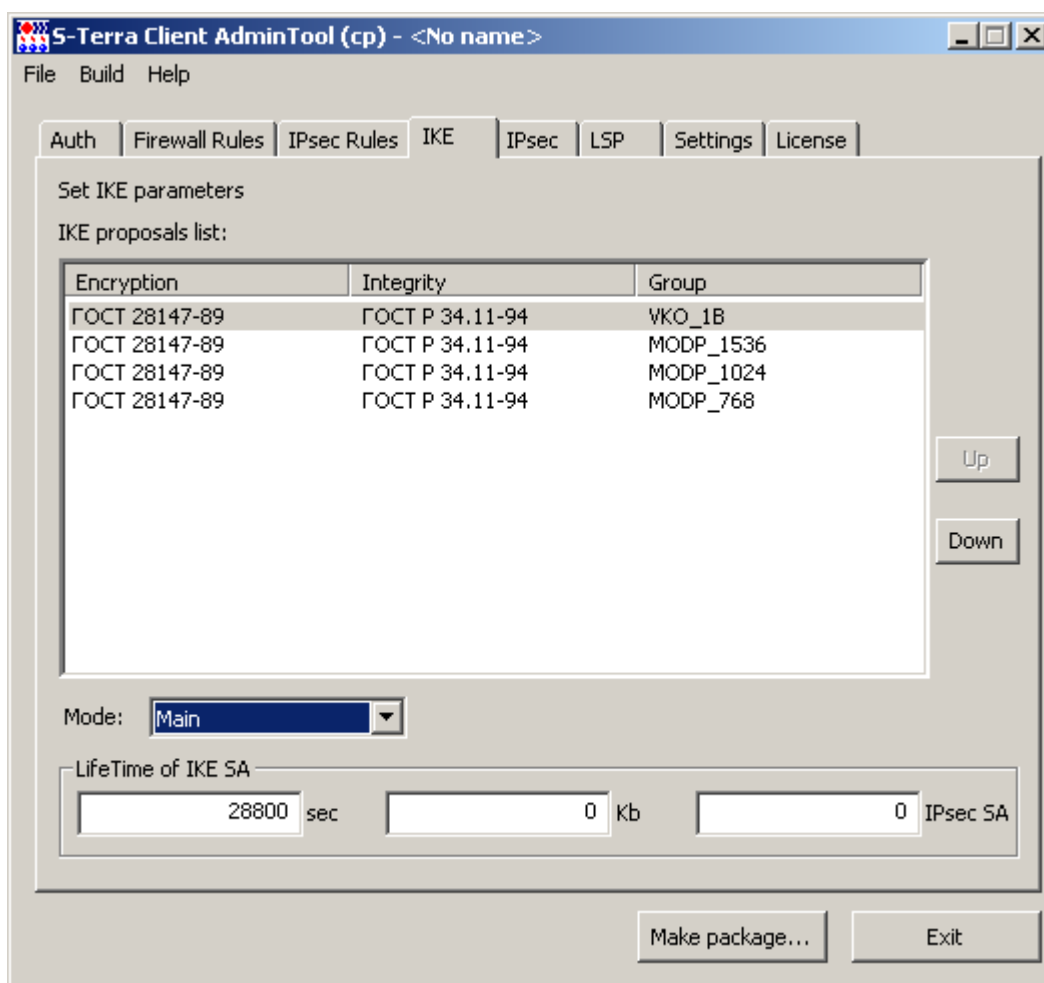 S-Terra Client AdminTool (cp) - <No name>
File Build Help
Auth Firewall Rules IPsec Rules IKE IPsec LSP Settings License
Set IKE parameters
IKE proposals list:
Encryption Integrity Group
ГОСТ 28147-89 ГОСТ Р 34.11-94 VKO_1B
ГОСТ 28147-89 ГОСТ Р 34.11-94 MODP_1536
ГОСТ 28147-89 ГОСТ Р 34.11-94 MODP_1024
ГОСТ 28147-89 ГОСТ Р 34.11-94 MODP_768
Up
Down
Mode: Main
LifeTime of IKE SA
28800 sec 0 Kb 0 IPsec SA
Make package... Exit